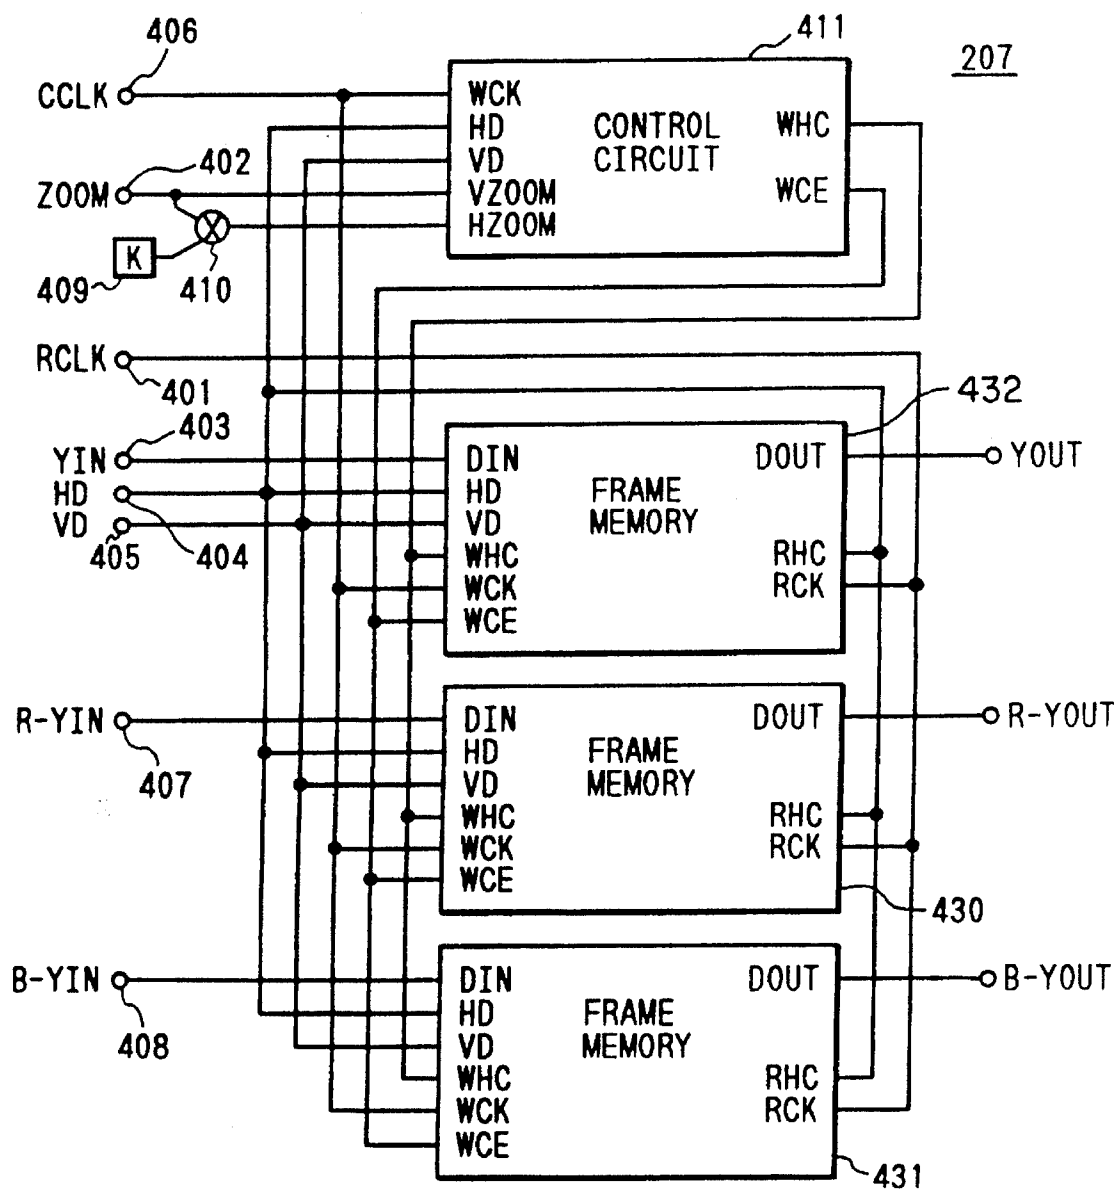 406
411
207
CCLK
WCK
HD
VD
VZOOM
HZOOM
CONTROL
CIRCUIT
WHC
WCE
402
ZOOM
K
409
410
RCLK
401
432
403
YIN
HD
VD
405
404
DIN
HD
VD
WHC
WCK
WCE
FRAME
MEMORY
DOUT
RHC
RCK
YOUT
R-YIN
407
DIN
HD
VD
WHC
WCK
WCE
FRAME
MEMORY
DOUT
RHC
RCK
R-YOUT
430
B-YIN
408
DIN
HD
VD
WHC
WCK
WCE
FRAME
MEMORY
DOUT
RHC
RCK
B-YOUT
431